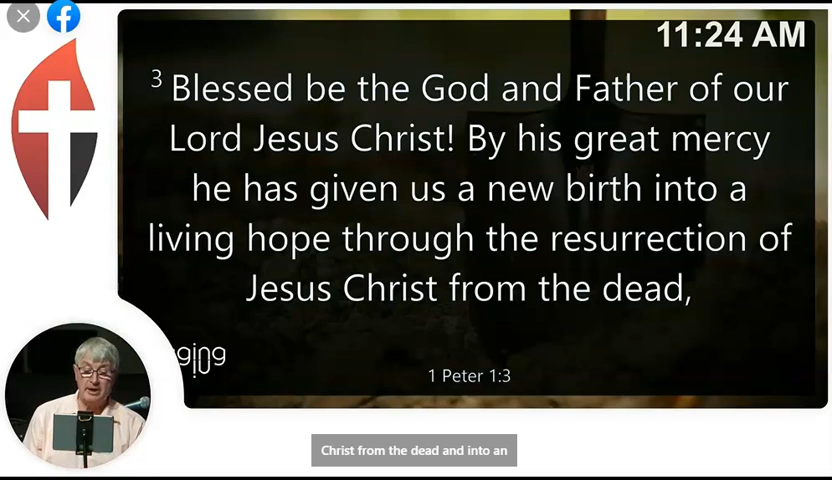 11:24 AM
3 Blessed be the God and Father of our
Lord Jesus Christ! By his great mercy
he has given us a new birth into a
living hope through the resurrection of
Jesus Christ from the dead,
1 Peter 1:3
Christ from the dead and into an